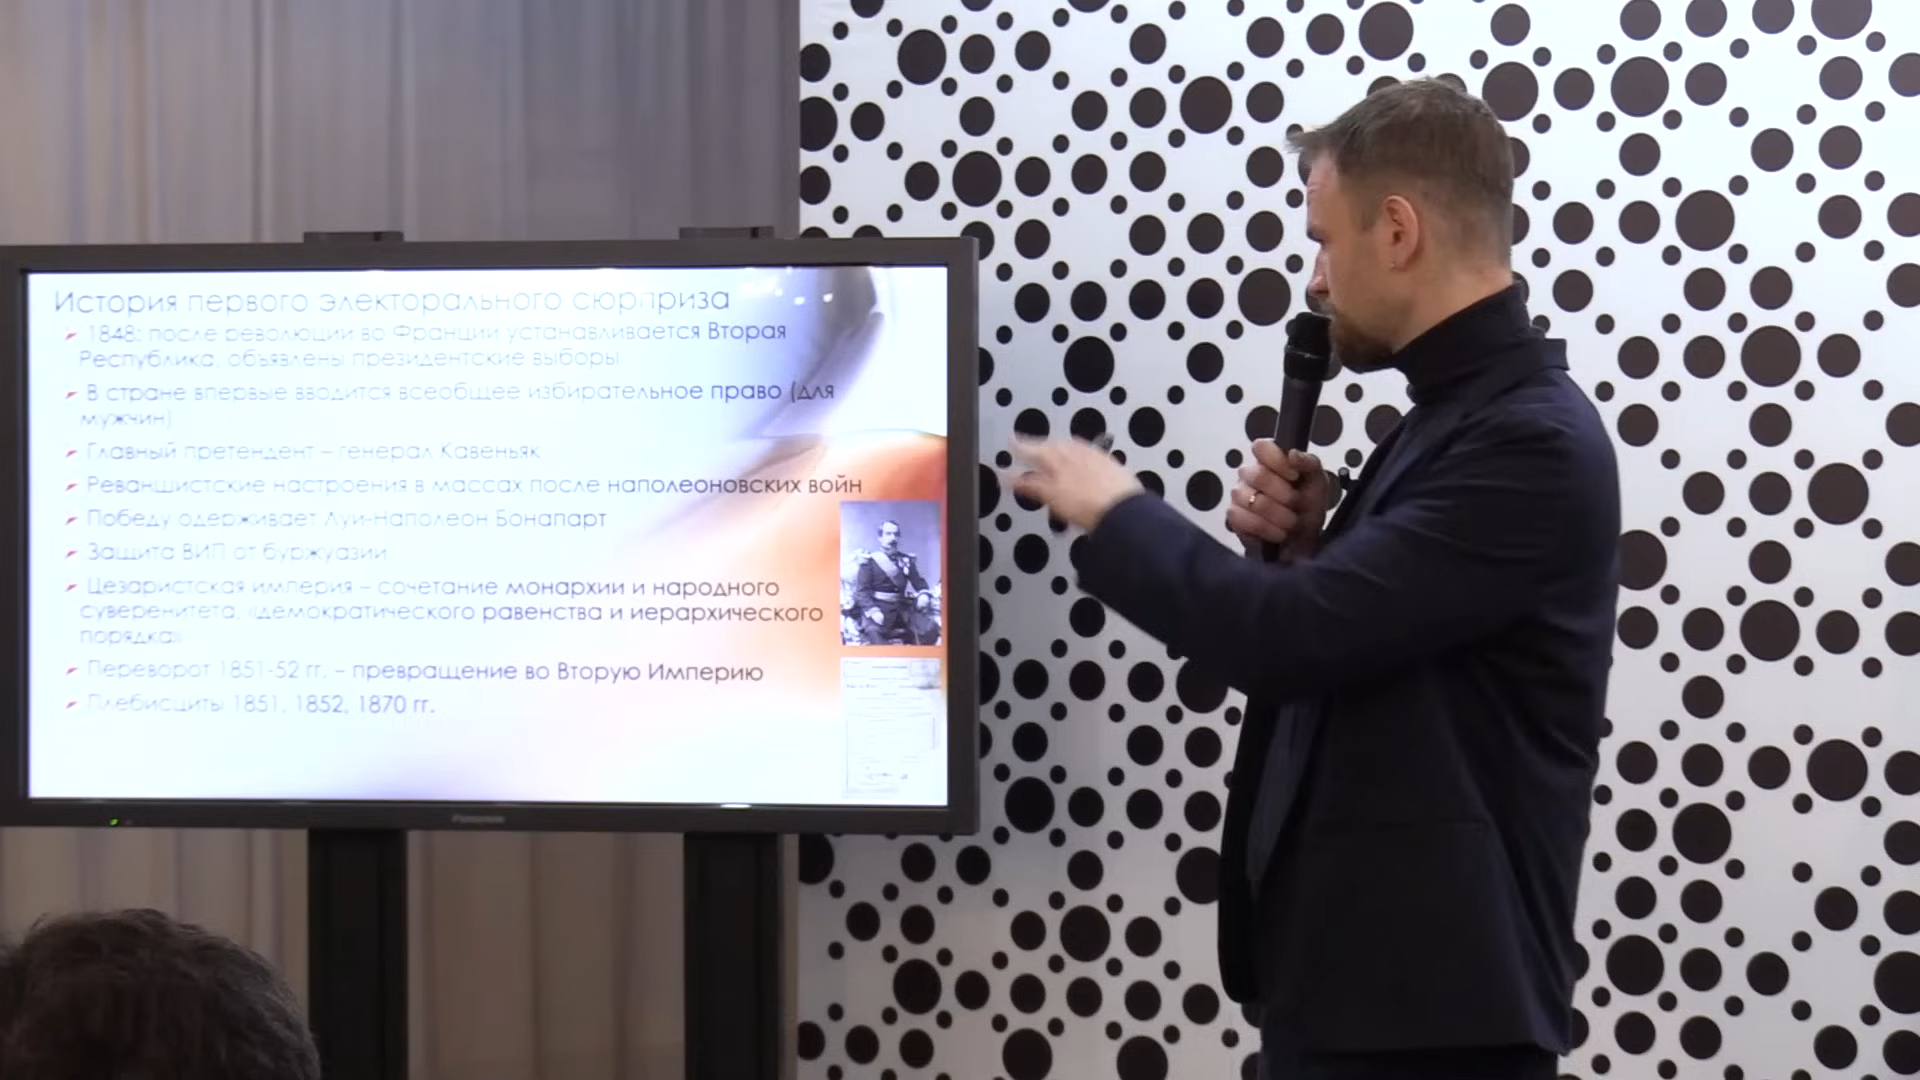 История первого электорального сюрприза
1848: после революции во Франции устанавливается Вторая
Республика, объявлены президентские выборы
В стране впервые вводится всеобщее избирательное право (для
мужчин)
Главный претендент – генерал Кавеньяк
Реваншистские настроения в массах после наполеоновских войн
Победу одерживает Луи-Наполеон Бонапарт
Защита ВИП от буржуазии
Цезаристская империя – сочетание монархии и народного
суверенитета, «демократического равенства и иерархического
порядка»
Переворот 1851-52 гг. – превращение во Вторую Империю
Плебисциты 1851, 1852, 1870 гг.
Panasonic